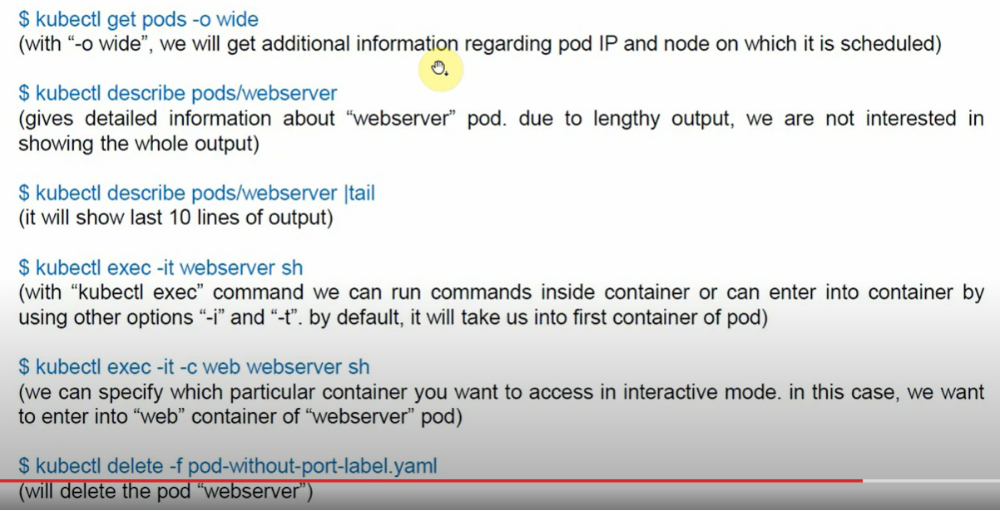 $ kubectl get pods -o wide
(with “-o wide”, we will get additional information regarding pod IP and node on which it is scheduled)
$ kubectl describe pods/webserver
(gives detailed information about “webserver” pod. due to lengthy output, we are not interested in
showing the whole output)
$ kubectl describe pods/webserver |tail
(it will show last 10 lines of output)
$ kubectl exec -it webserver sh
(with “kubectl exec” command we can run commands inside container or can enter into container by
using other options “-i” and “-t”. by default, it will take us into first container of pod)
$ kubectl exec -it -c web webserver sh
(we can specify which particular container you want to access in interactive mode. in this case, we want
to enter into “web” container of “webserver” pod)
$ kubectl delete -f pod-without-port-label.yaml
(will delete the pod “webserver”)